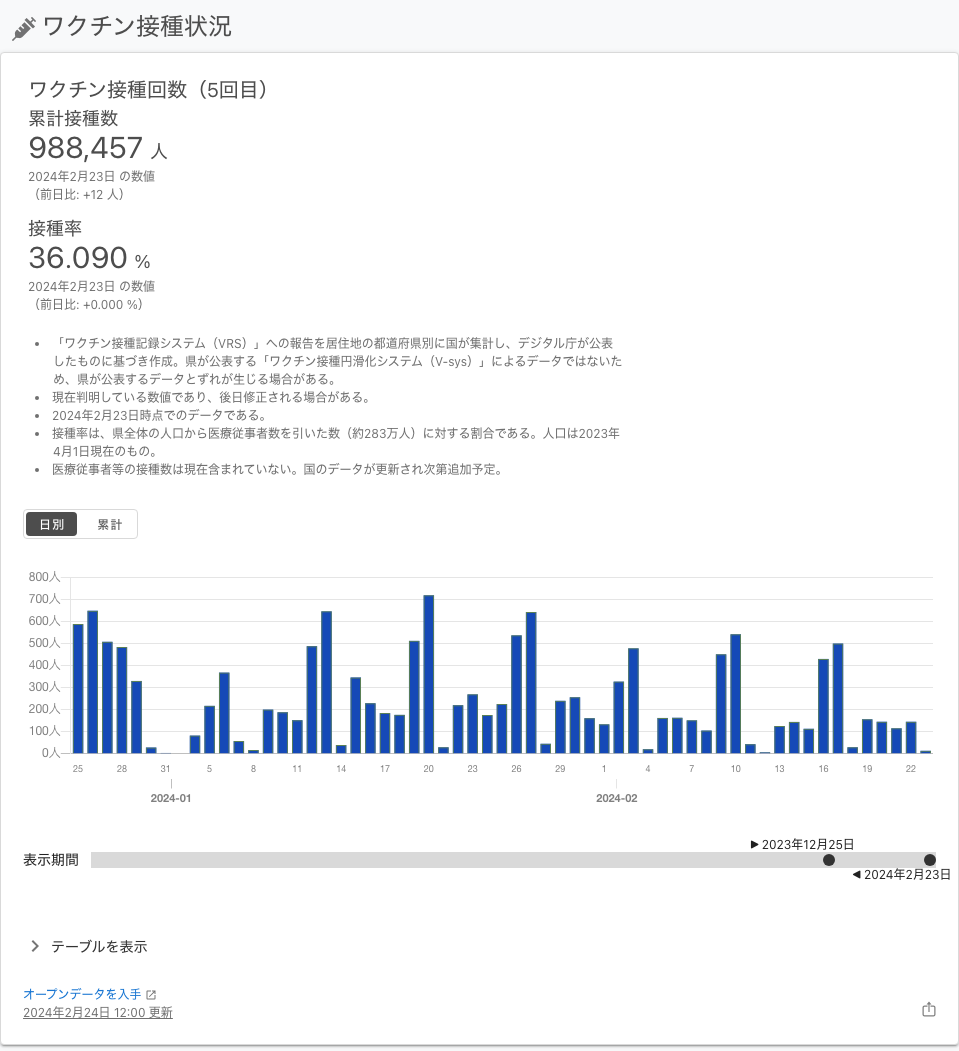 ワクチン接種状況
ワクチン接種回数（5回目）
累計接種数
988,457 人
2024年2月23日 の数値
（前日比: +12 人）
接種率
36.090 %
2024年2月23日 の数値
（前日比: +0.000 %）
• 「ワクチン接種記録システム（VRS）」への報告を居住地の都道府県別に国が集計し、デジタル庁が公表
したものに基づき作成。県が公表する「ワクチン接種円滑化システム（V-sys）」によるデータではないた
め、県が公表するデータとずれが生じる場合がある。
• 現在判明している数値であり、後日修正される場合がある。
• 2024年2月23日時点でのデータである。
• 接種率は、県全体の人口から医療従事者数を引いた数（約283万人）に対する割合である。人口は2023年
4月1日現在のもの。
• 医療従事者等の接種数は現在含まれていない。国のデータが更新され次第追加予定。
日別 累計
800人
700人
600人
500人
400人
300人
200人
100人
0人
25 28 31 5 8 11 14 17 20 23 26 29 1 4 7 10 13 16 19 22
2024-01 2024-02
▶ 2023年12月25日
表示期間
◀ 2024年2月23日
テーブルを表示
オープンデータを入手
2024年2月24日 12:00 更新